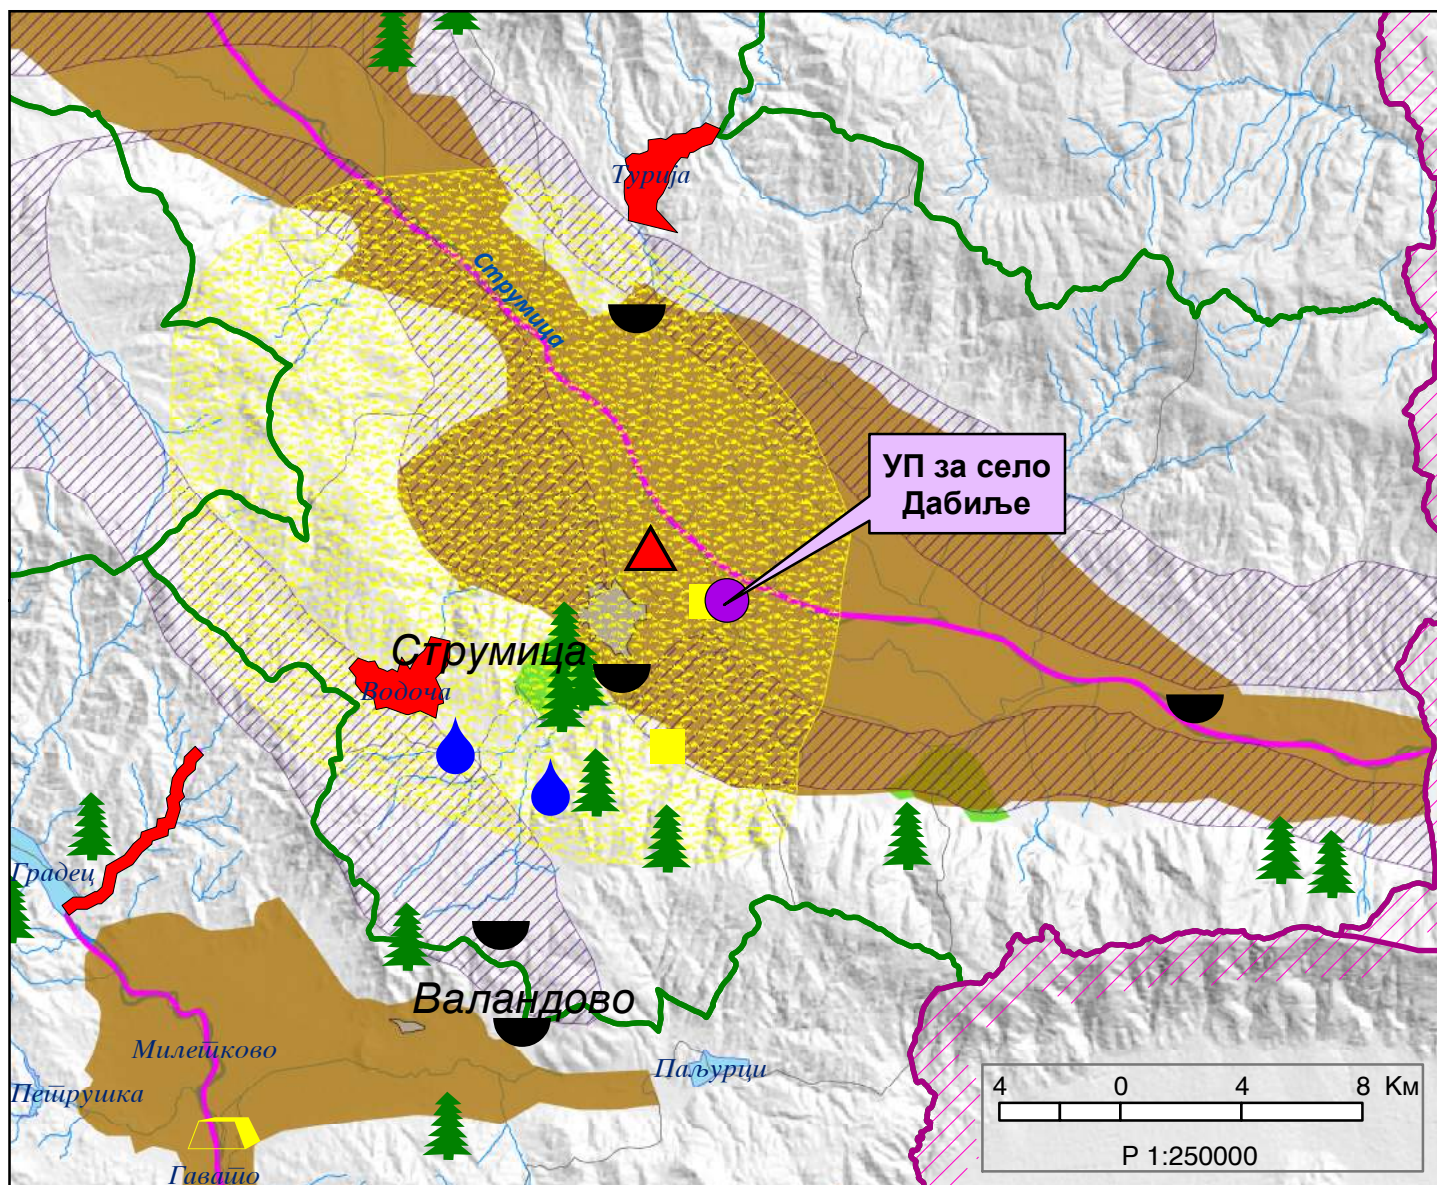 Турија
Струмица
УП за село
Дабиље
Струмица
Водоча
Градец
Валандово
Милешково
Паљурци
Петрушка
Гавато
4 0 4 8 Км
Р 1:250000